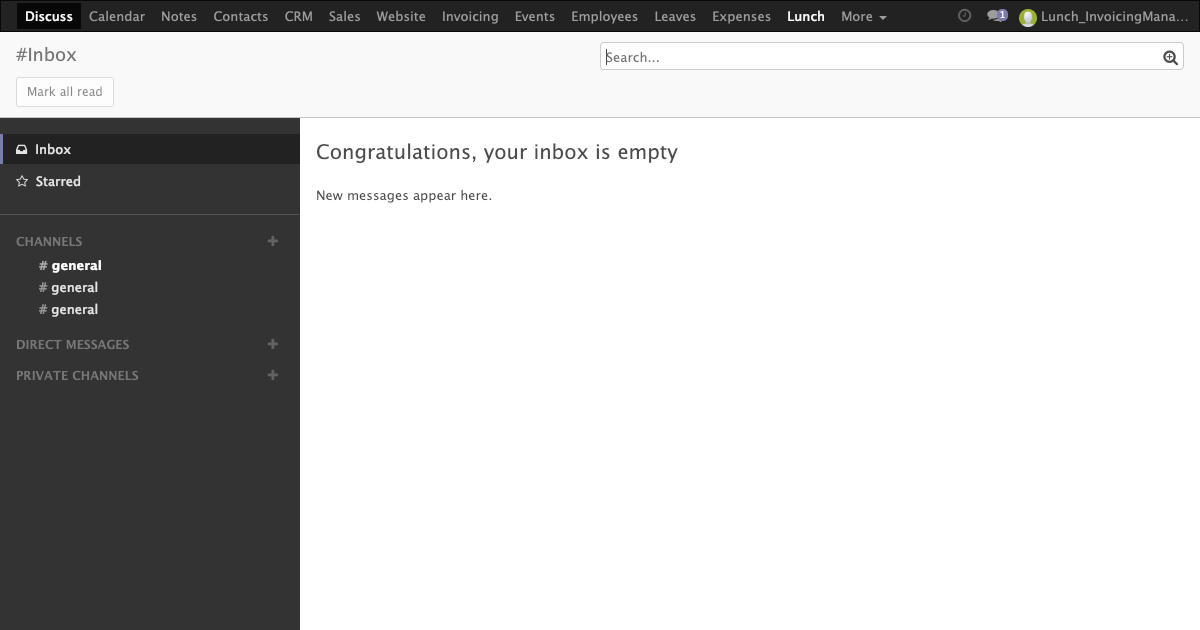 Discuss Calendar Notes Contacts CRM Sales Website Invoicing Events Employees Leaves Expenses Lunch More 1 Lunch_InvoicingMana...
#Inbox
Search...
Mark all read
Inbox
Starred
Congratulations, your inbox is empty
New messages appear here.
CHANNELS
# general
# general
# general
DIRECT MESSAGES
PRIVATE CHANNELS